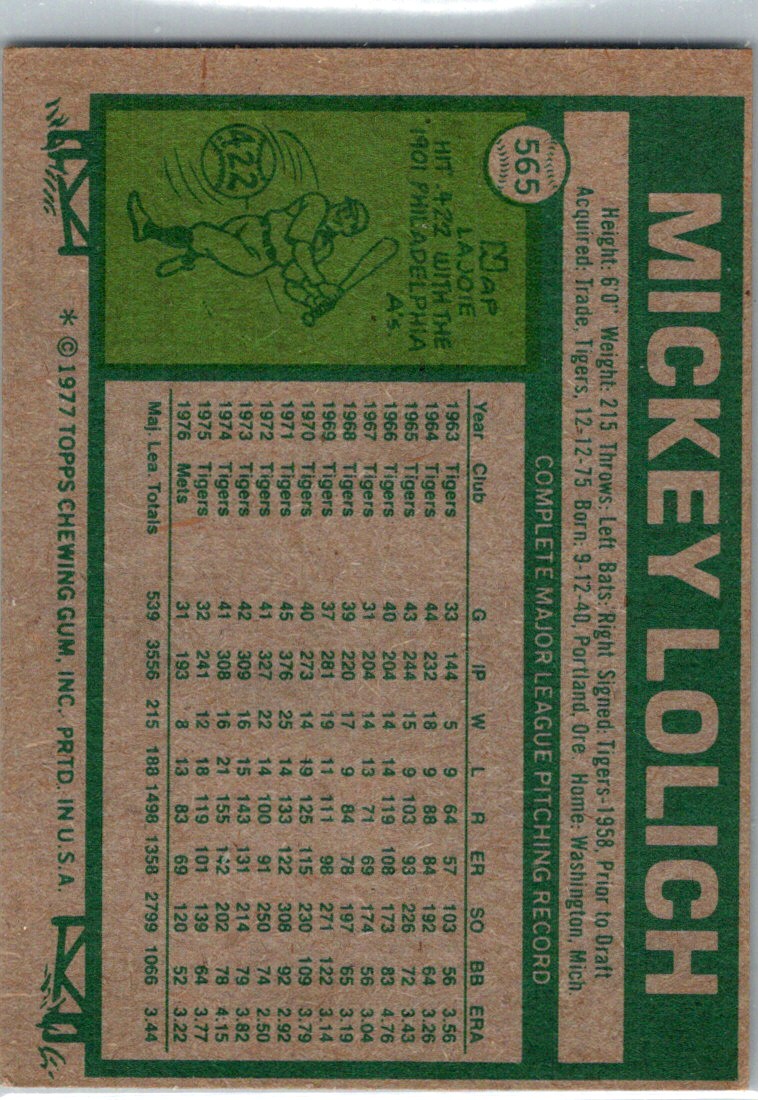 MICKEY LOLICH
Height: 6'0" Weight: 215 Throws: Left Bats: Right Signed: Tigers-1958, Prior to Draft
Acquired: Trade, Tigers, 12-12-75 Born: 9-12-40, Portland, Ore. Home: Washington, Mich.
565
NAP
LAJOIE
HIT .422 WITH THE
1901 PHILADELPHIA
A's.
422
COMPLETE MAJOR LEAGUE PITCHING RECORD
Year Club G IP W L R ER SO BB ERA
1963 Tigers 33 144 5 9 64 57 103 56 3.56
1964 Tigers 44 232 18 9 88 84 192 64 3.26
1965 Tigers 43 244 15 9 103 93 226 72 3.43
1966 Tigers 40 204 14 14 119 108 173 83 4.76
1967 Tigers 31 204 14 13 71 69 174 56 3.04
1968 Tigers 39 220 17 9 84 78 197 65 3.19
1969 Tigers 37 281 19 11 111 98 271 122 3.14
1970 Tigers 40 273 14 19 125 115 230 109 3.79
1971 Tigers 45 376 25 14 133 122 308 92 2.92
1972 Tigers 41 327 22 14 100 91 250 74 2.50
1973 Tigers 42 309 16 15 143 131 214 79 3.82
1974 Tigers 41 308 16 21 155 142 202 78 4.15
1975 Tigers 32 241 12 18 119 101 139 64 3.77
1976 Mets 31 193 8 13 83 69 120 52 3.22
Maj. Lea. Totals 539 3556 215 188 1498 1358 2799 1066 3.44
* © 1977 TOPPS CHEWING GUM, INC. PRTD. IN U.S.A.